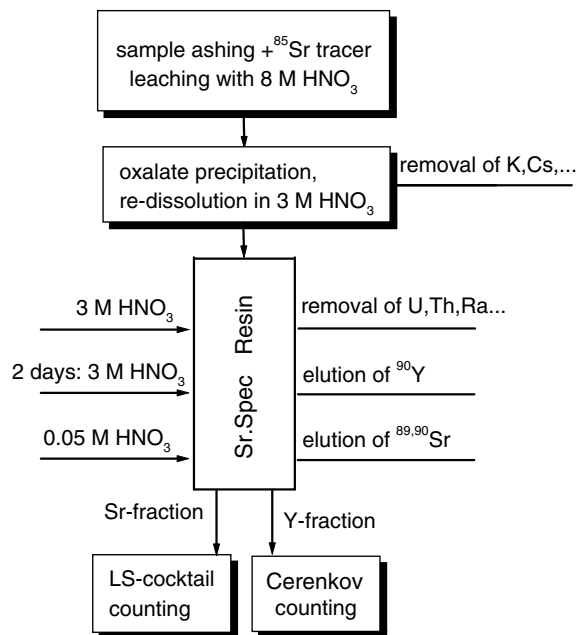 sample ashing +⁸⁵Sr tracer
leaching with 8 M HNO₃
oxalate precipitation,
re-dissolution in 3 M HNO₃
removal of K,Cs,...
3 M HNO₃
Sr.Spec Resin
removal of U,Th,Ra...
2 days: 3 M HNO₃
elution of ⁹⁰Y
0.05 M HNO₃
elution of ⁸⁹,⁹⁰Sr
Sr-fraction
Y-fraction
LS-cocktail
counting
Cerenkov
counting